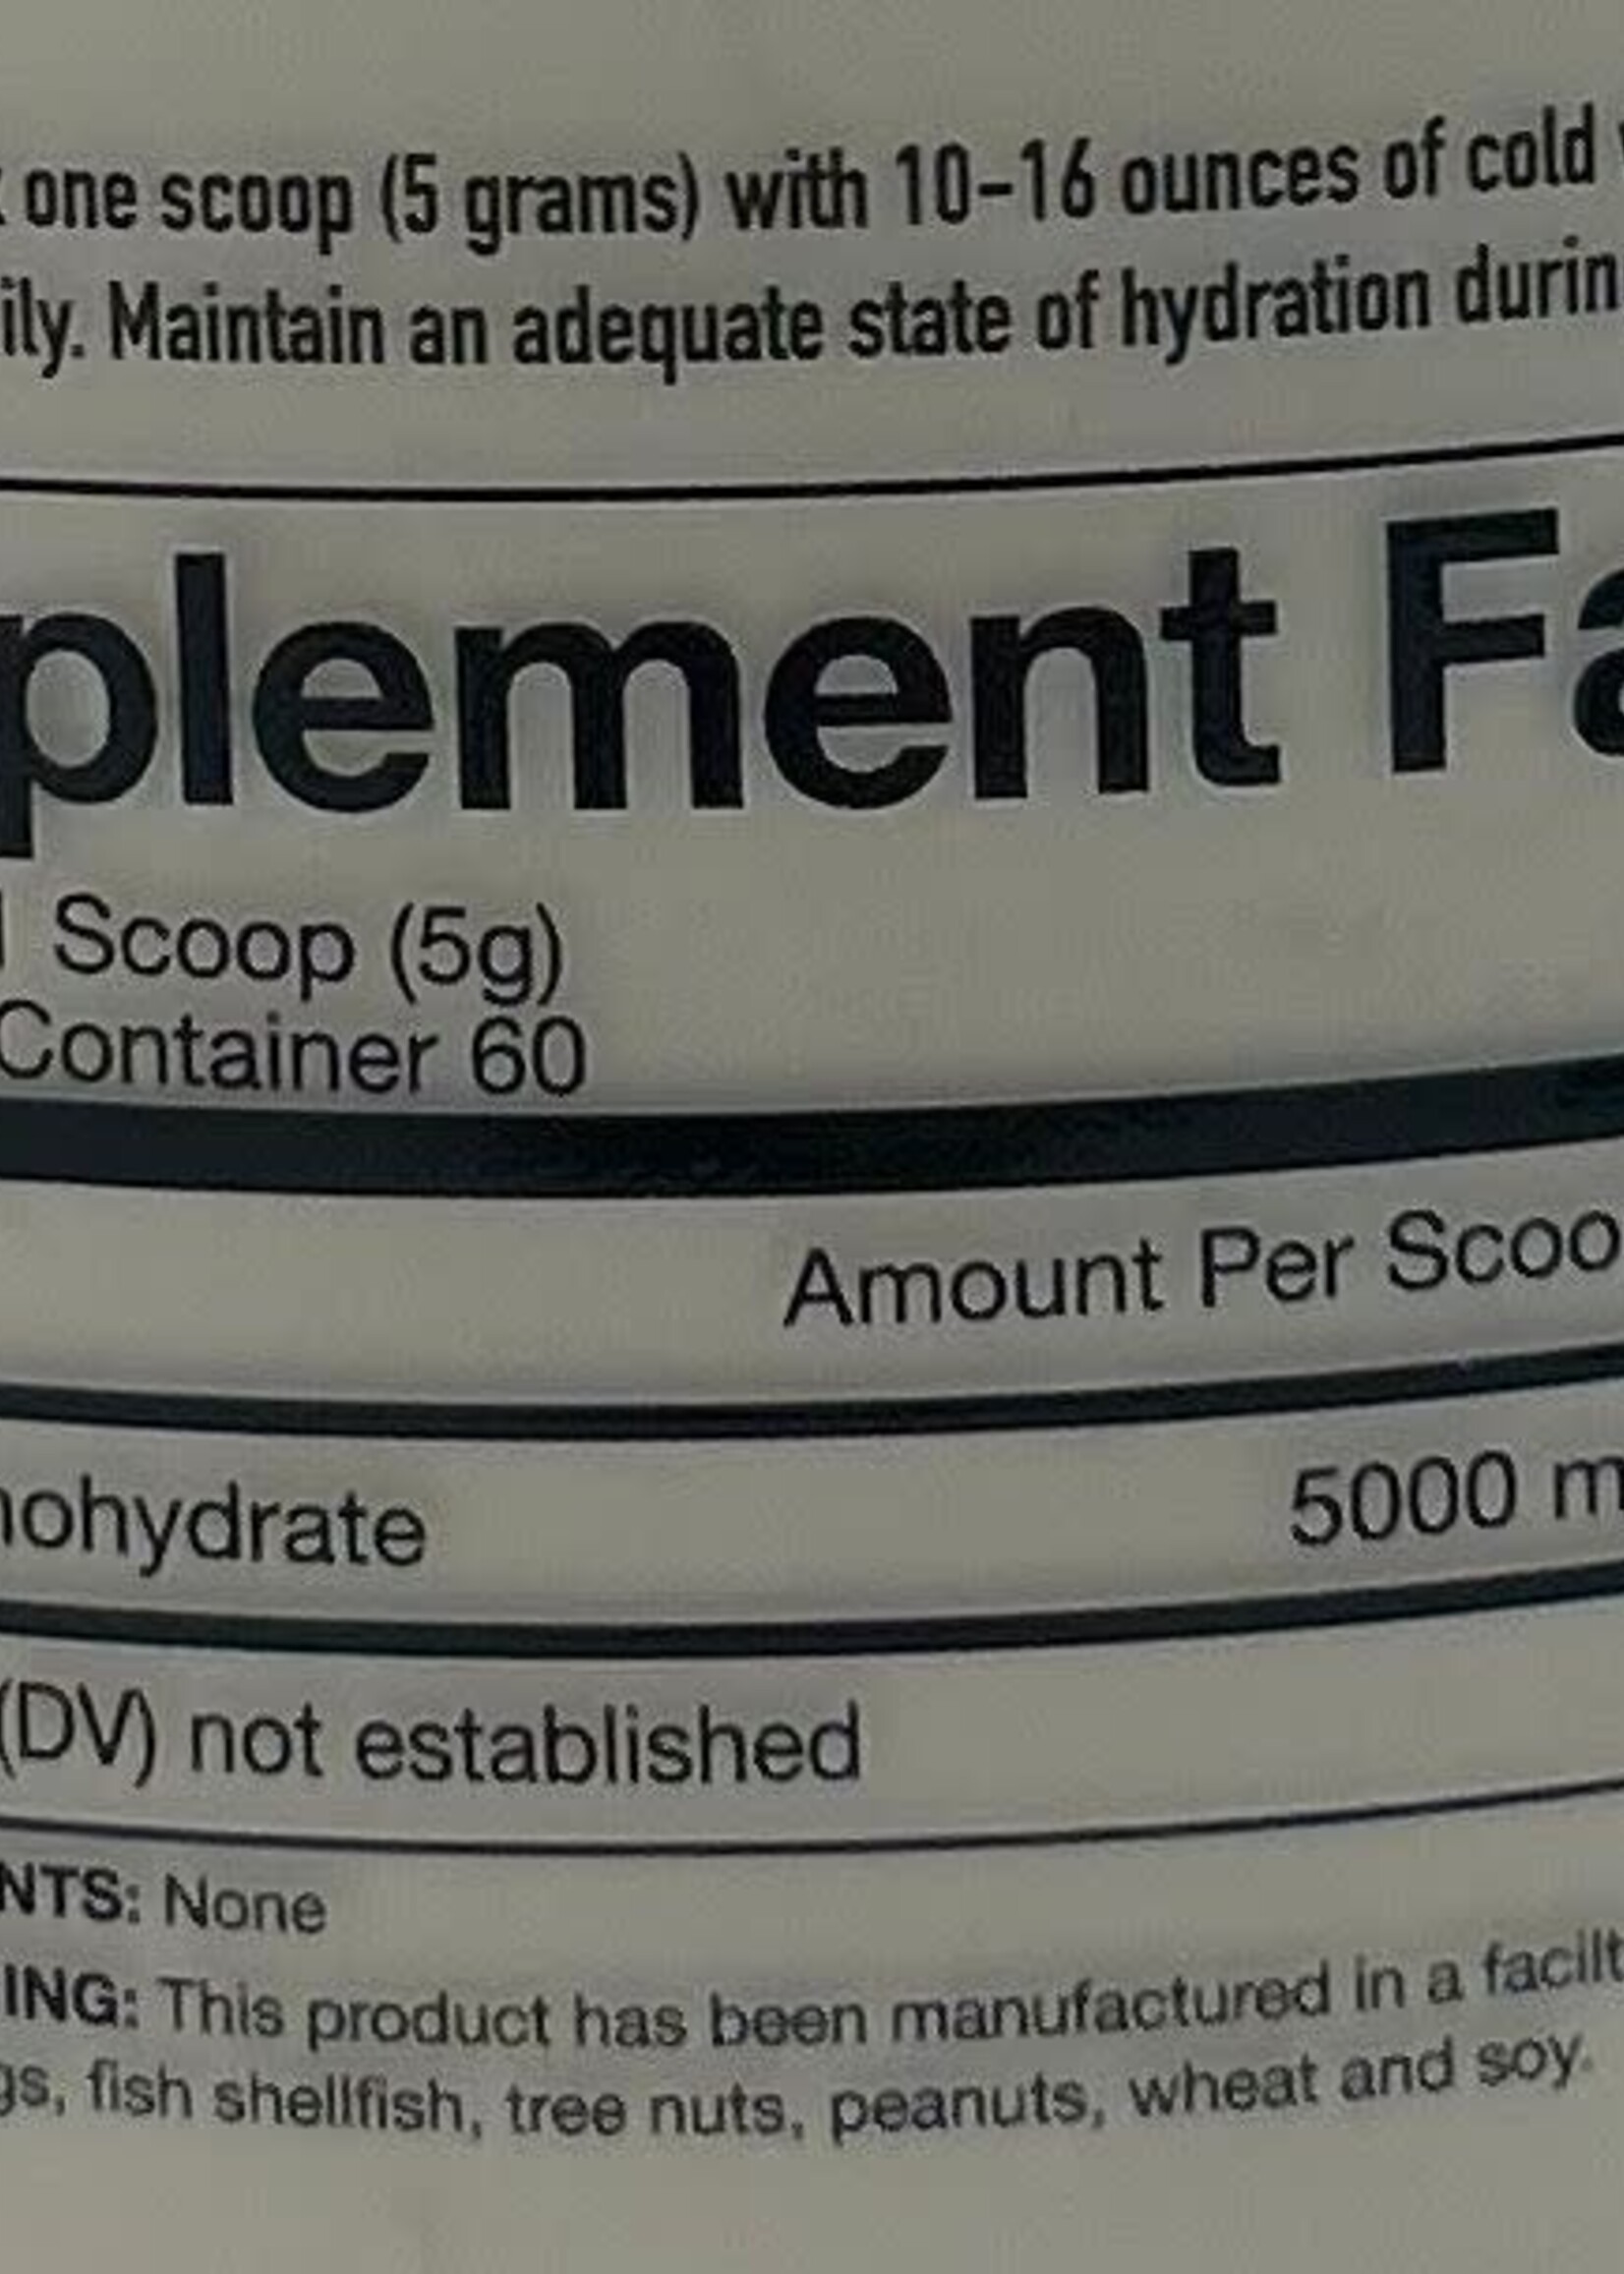 one scoop (5 grams) with 10–16 ounces of cold
ily. Maintain an adequate state of hydration durin
plement Fa
1 Scoop (5g)
Container 60
Amount Per Scoo
nohydrate 5000 m
(DV) not established
NTS: None
ING: This product has been manufactured in a facilt
gs, fish shellfish, tree nuts, peanuts, wheat and soy.